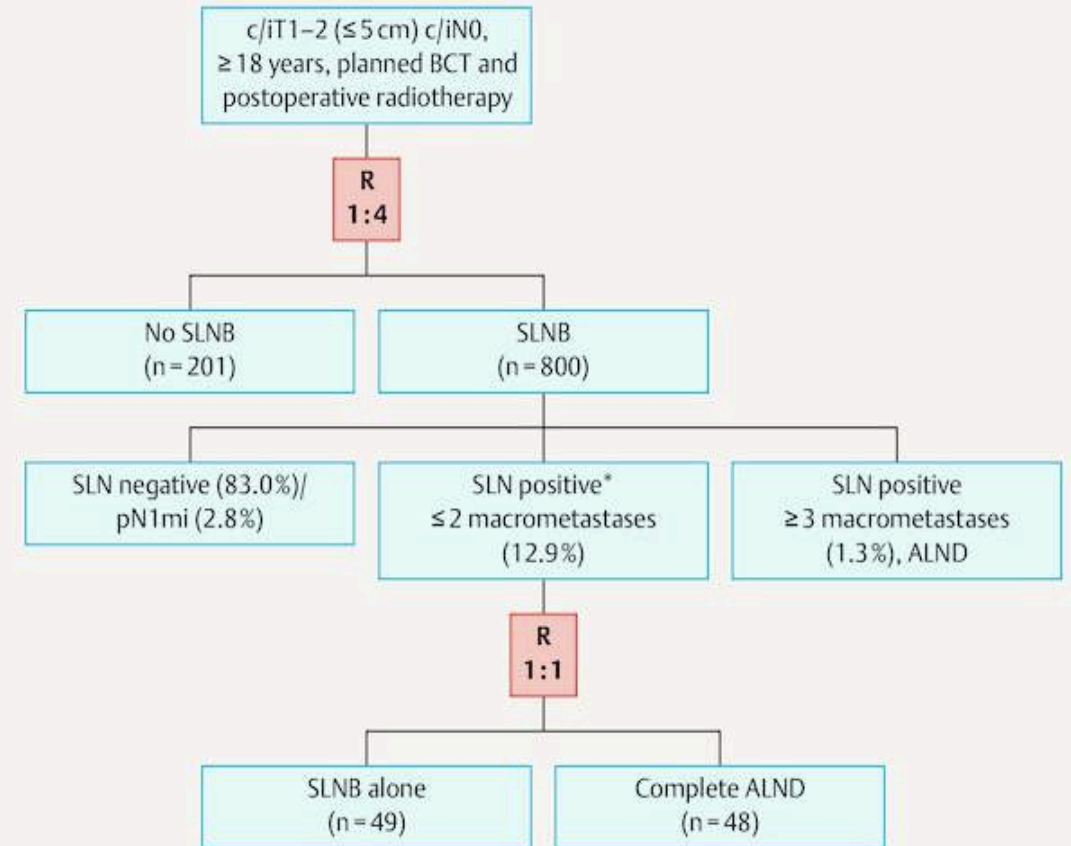 c/iT1–2 (≤5 cm) c/iN0,
≥18 years, planned BCT and
postoperative radiotherapy
R
1:4
No SLNB
(n=201)
SLNB
(n=800)
SLN negative (83.0%)/
pN1mi (2.8%)
SLN positive*
≤2 macrometastases
(12.9%)
SLN positive
≥3 macrometastases
(1.3%), ALND
R
1:1
SLNB alone
(n=49)
Complete ALND
(n=48)